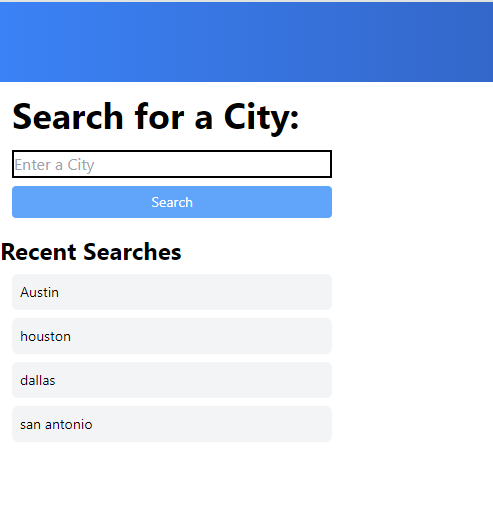 Search for a City:
Enter a City
Search
Recent Searches
Austin
houston
dallas
san antonio